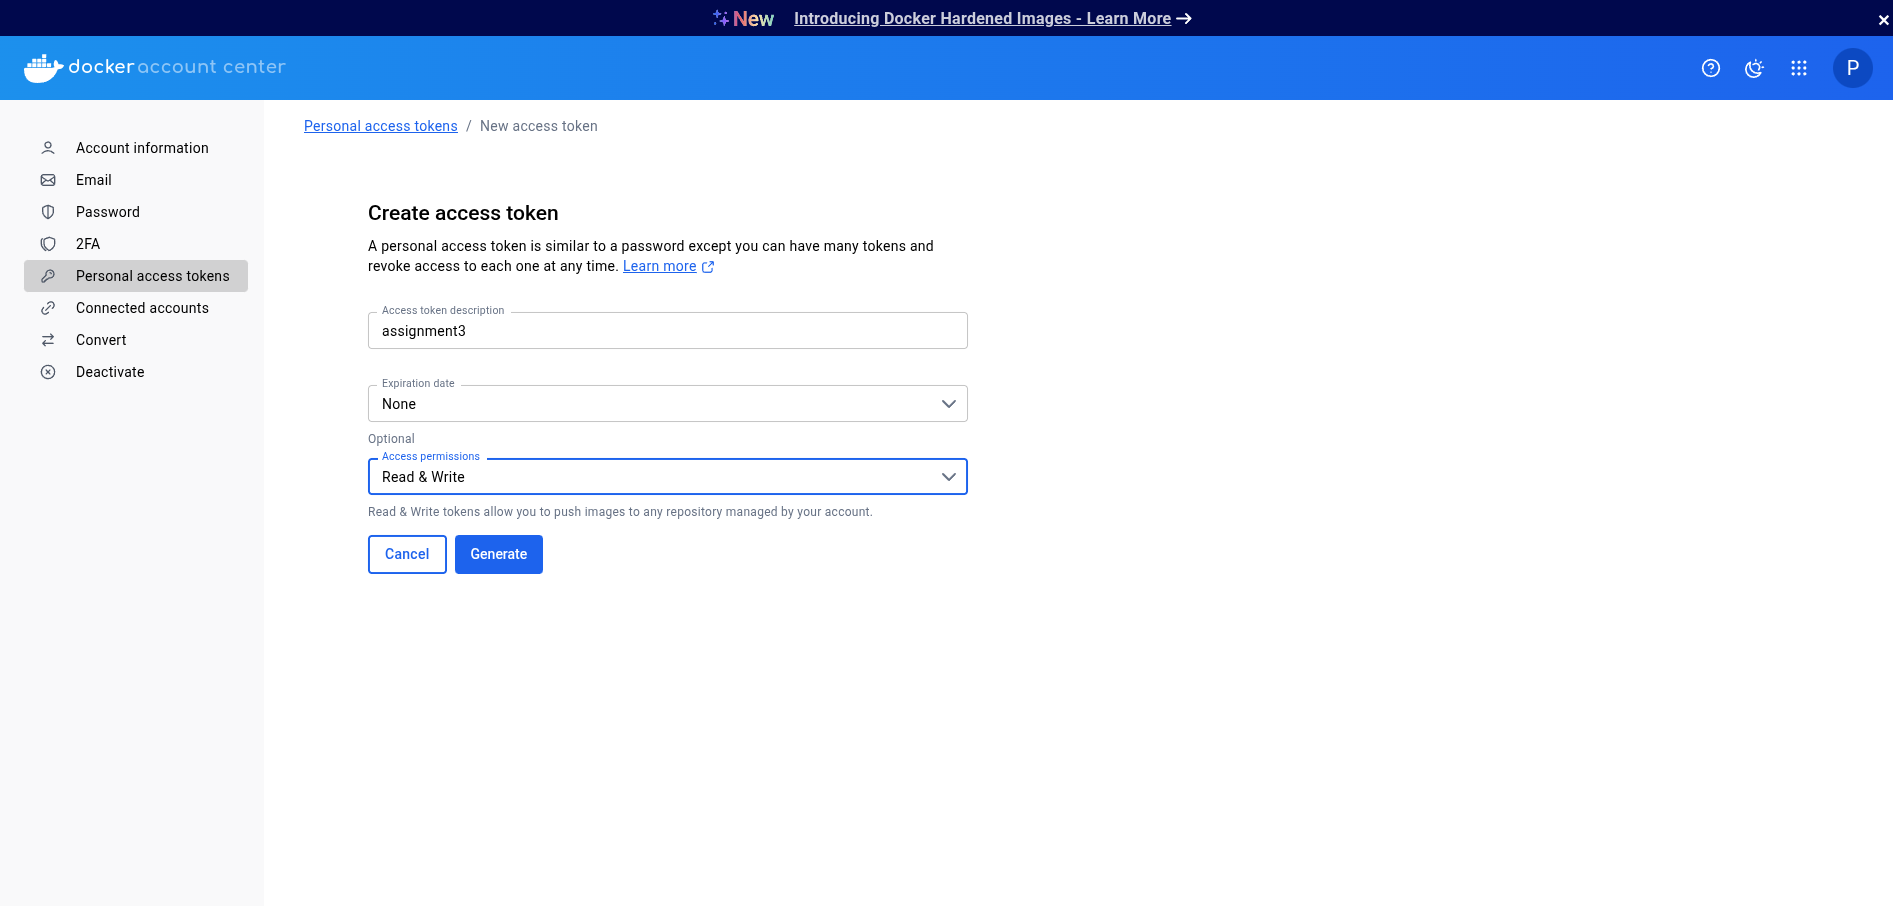 New Introducing Docker Hardened Images - Learn More →
docker account center
P
Account information
Email
Password
2FA
Personal access tokens
Connected accounts
Convert
Deactivate
Personal access tokens / New access token
Create access token
A personal access token is similar to a password except you can have many tokens and
revoke access to each one at any time. Learn more
Access token description
assignment3
Expiration date
None
Optional
Access permissions
Read & Write
Read & Write tokens allow you to push images to any repository managed by your account.
Cancel Generate